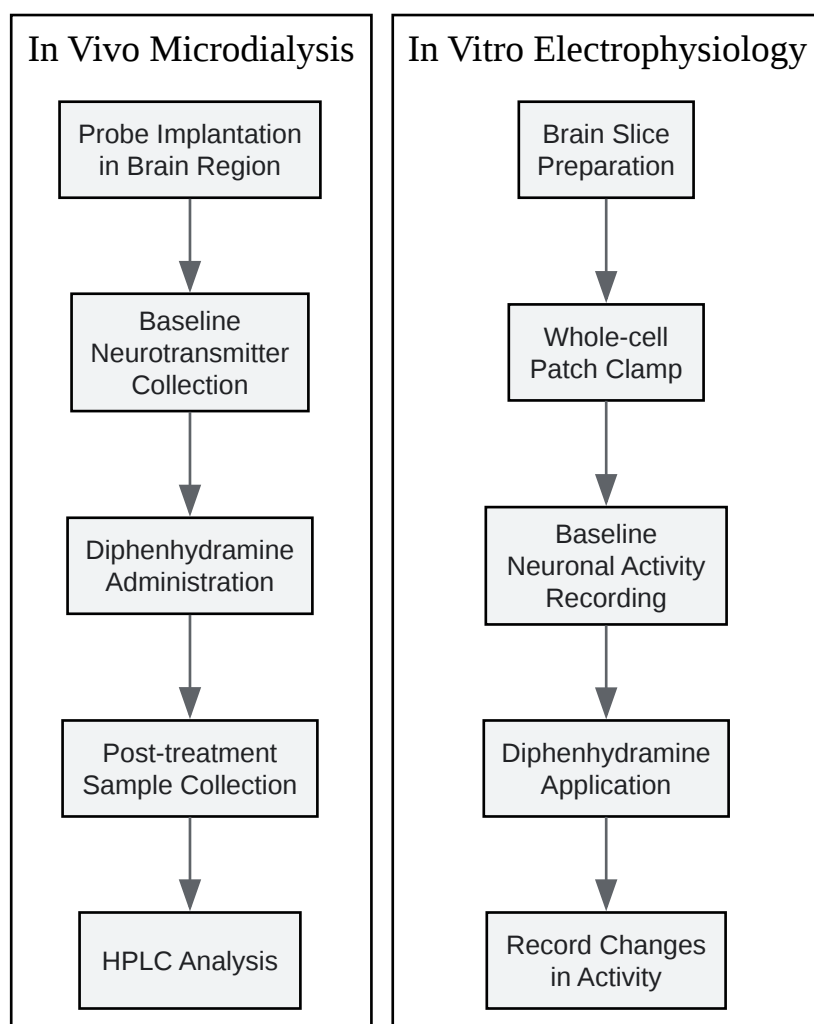 In Vivo Microdialysis
Probe Implantation
in Brain Region
Baseline
Neurotransmitter
Collection
Diphenhydramine
Administration
Post-treatment
Sample Collection
HPLC Analysis
In Vitro Electrophysiology
Brain Slice
Preparation
Whole-cell
Patch Clamp
Baseline
Neuronal Activity
Recording
Diphenhydramine
Application
Record Changes
in Activity